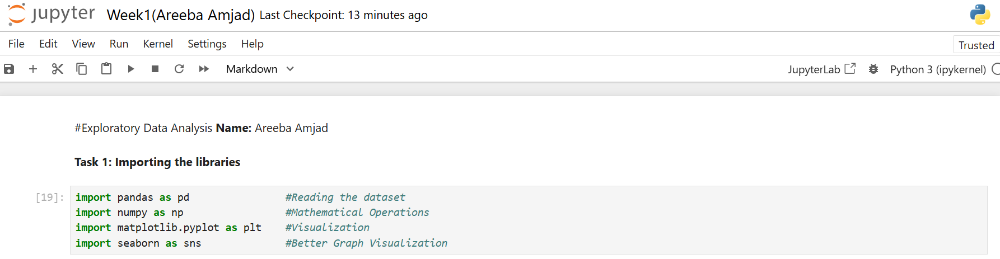 jupyter Week1(Areeba Amjad) Last Checkpoint: 13 minutes ago
File Edit View Run Kernel Settings Help Trusted
Markdown JupyterLab Python 3 (ipykernel)
#Exploratory Data Analysis Name: Areeba Amjad
Task 1: Importing the libraries
[19]: import pandas as pd #Reading the dataset
import numpy as np #Mathematical Operations
import matplotlib.pyplot as plt #Visualization
import seaborn as sns #Better Graph Visualization